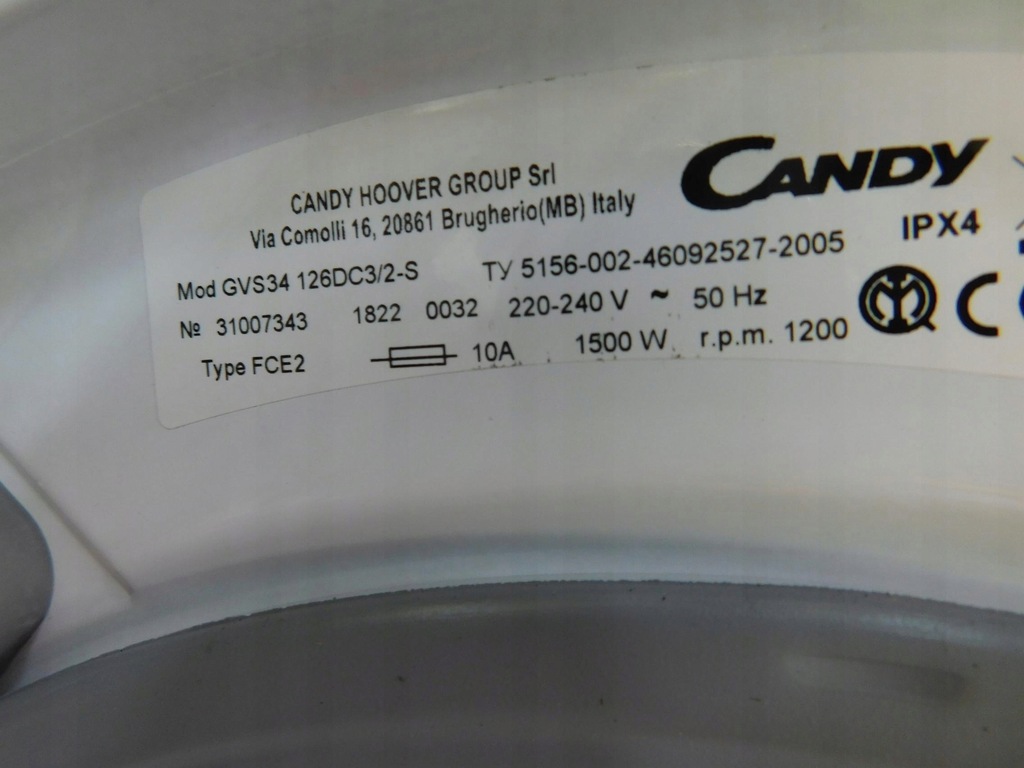 CANDY HOOVER GROUP Srl
Via Comolli 16, 20861 Brugherio(MB) Italy
CANDY
Mod GVS34 126DC3/2-S ТУ 5156-002-46092527-2005 IPX4
№ 31007343 1822 0032 220-240 V ~ 50 Hz
Type FCE2 10A 1500 W r.p.m. 1200